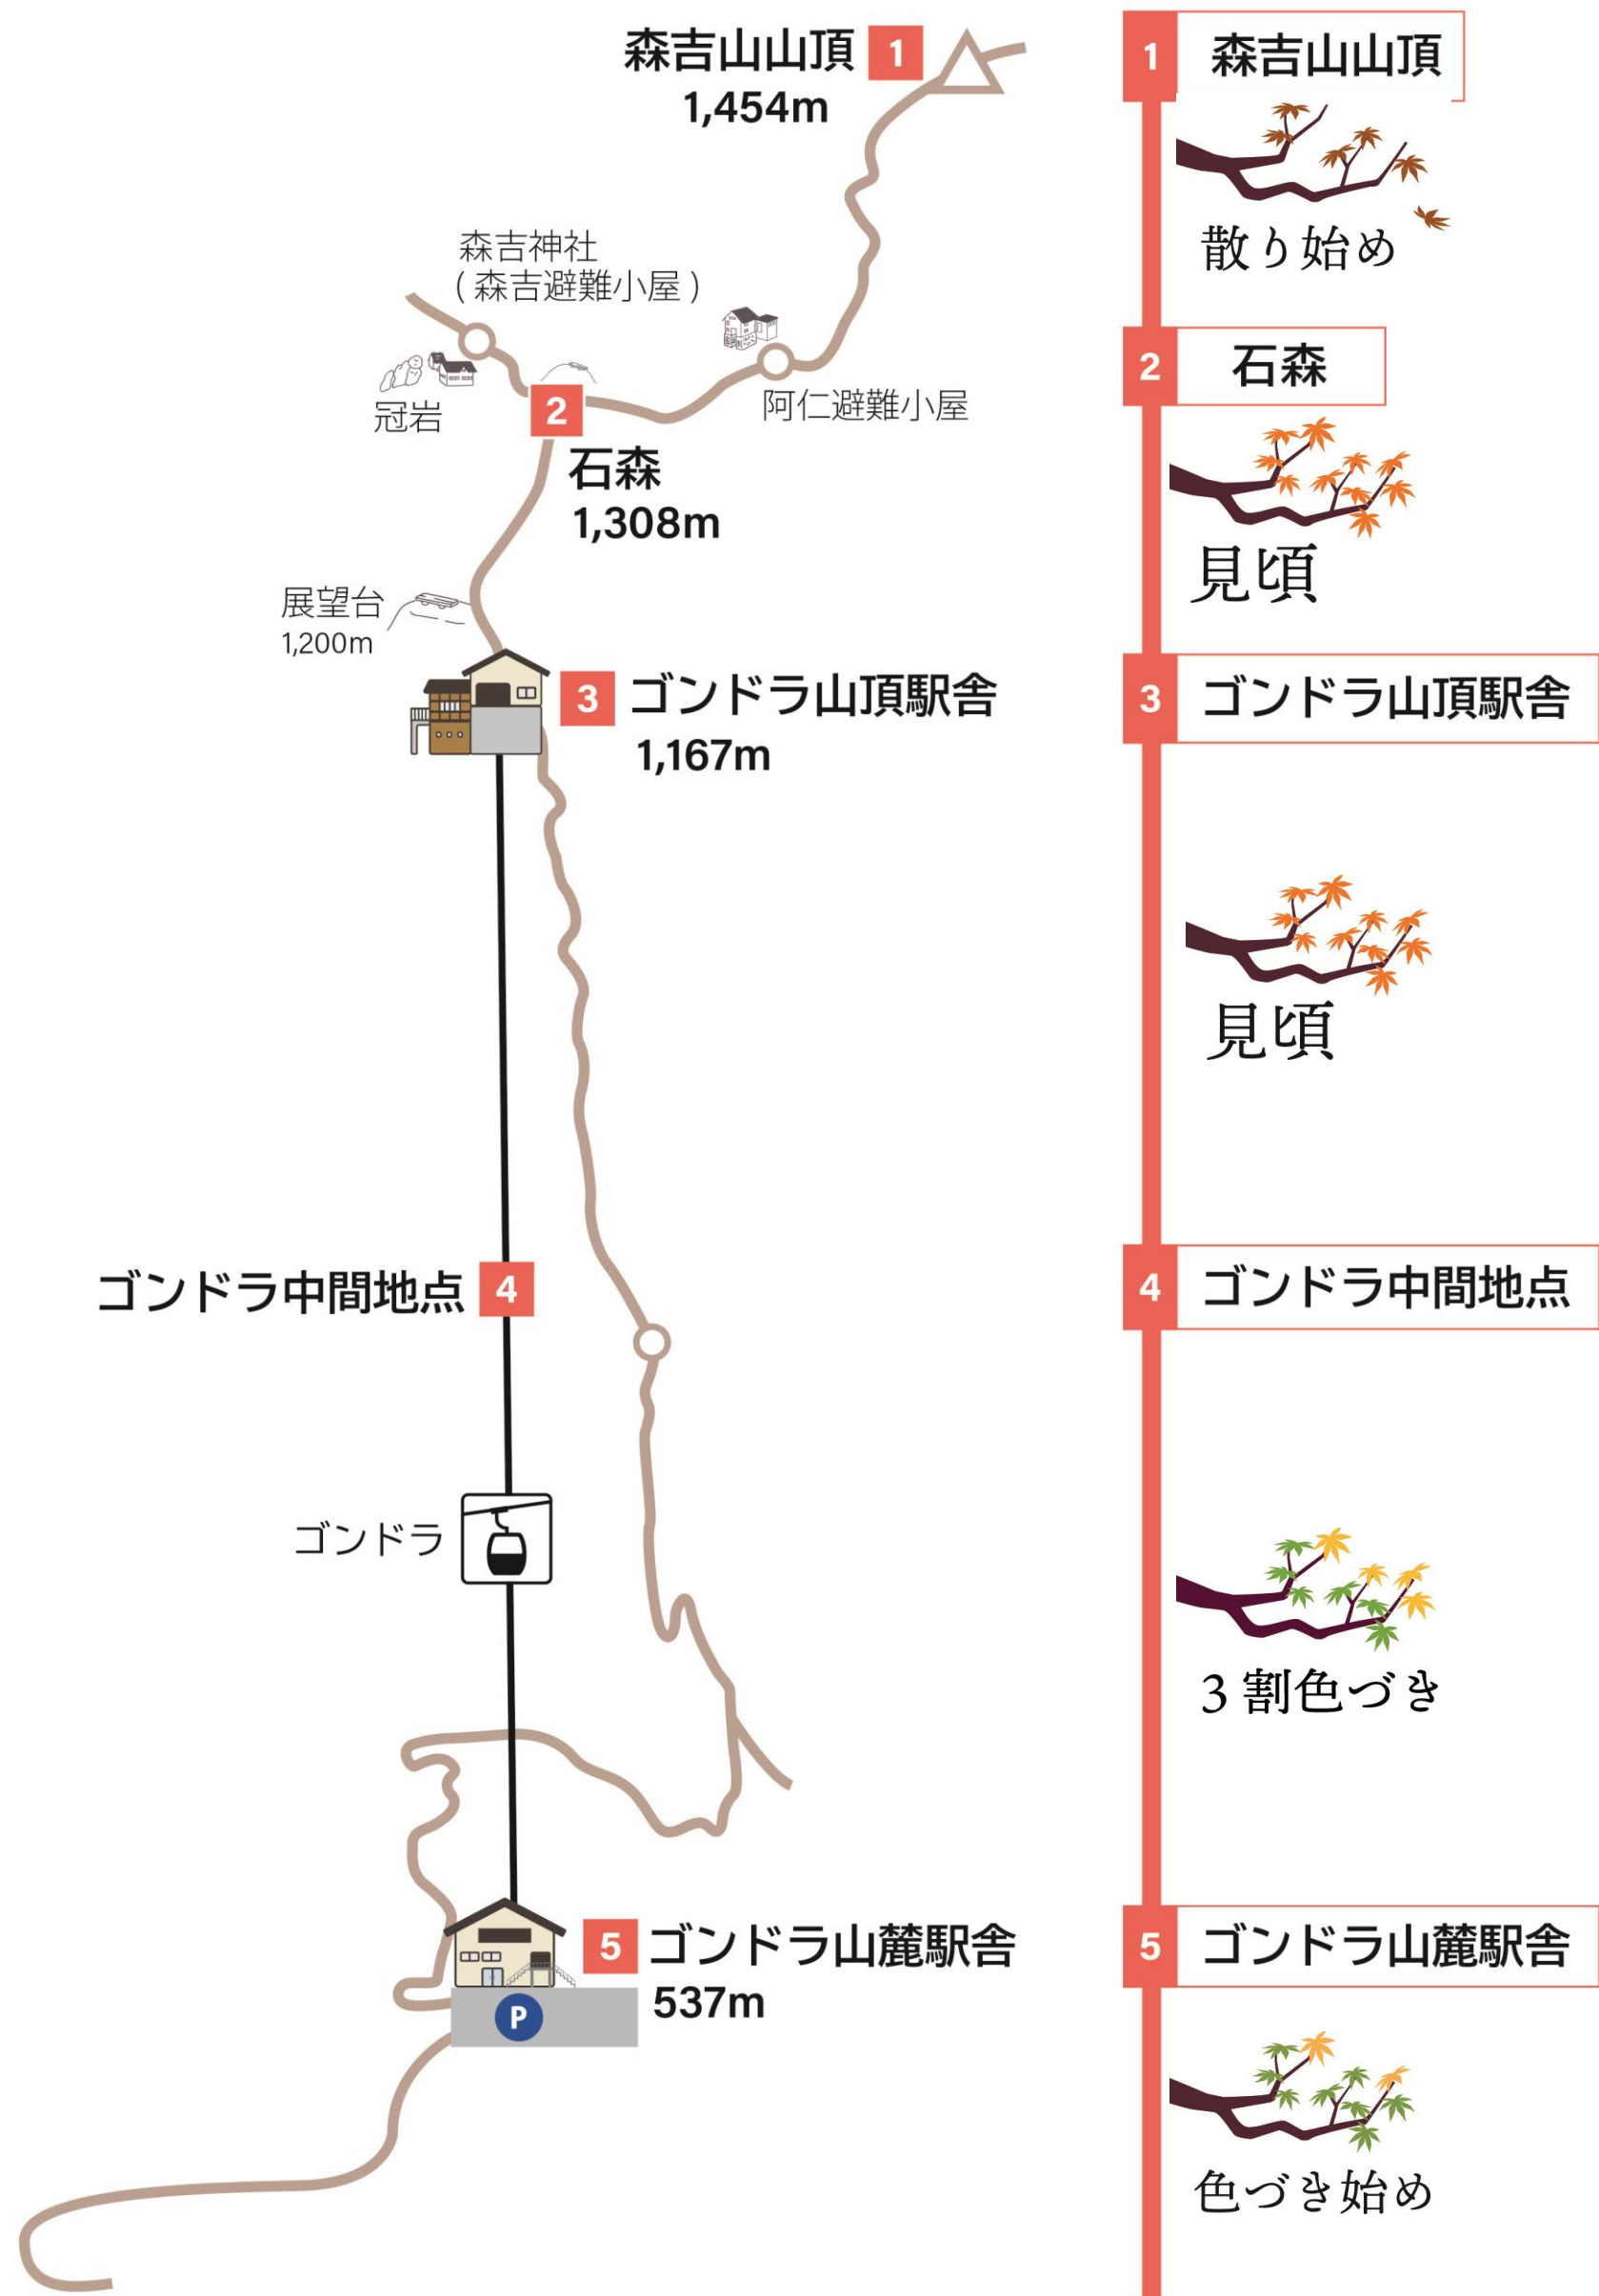 森吉山山頂 1
1,454m
森吉神社
(森吉避難小屋)
冠岩
2
石森
1,308m
阿仁避難小屋
展望台
1,200m
3 ゴンドラ山頂駅舎
1,167m
ゴンドラ中間地点 4
ゴンドラ
5 ゴンドラ山麓駅舎
537m
P
1 森吉山山頂
散り始め
2 石森
見頃
3 ゴンドラ山頂駅舎
見頃
4 ゴンドラ中間地点
3割色づき
5 ゴンドラ山麓駅舎
色づき始め